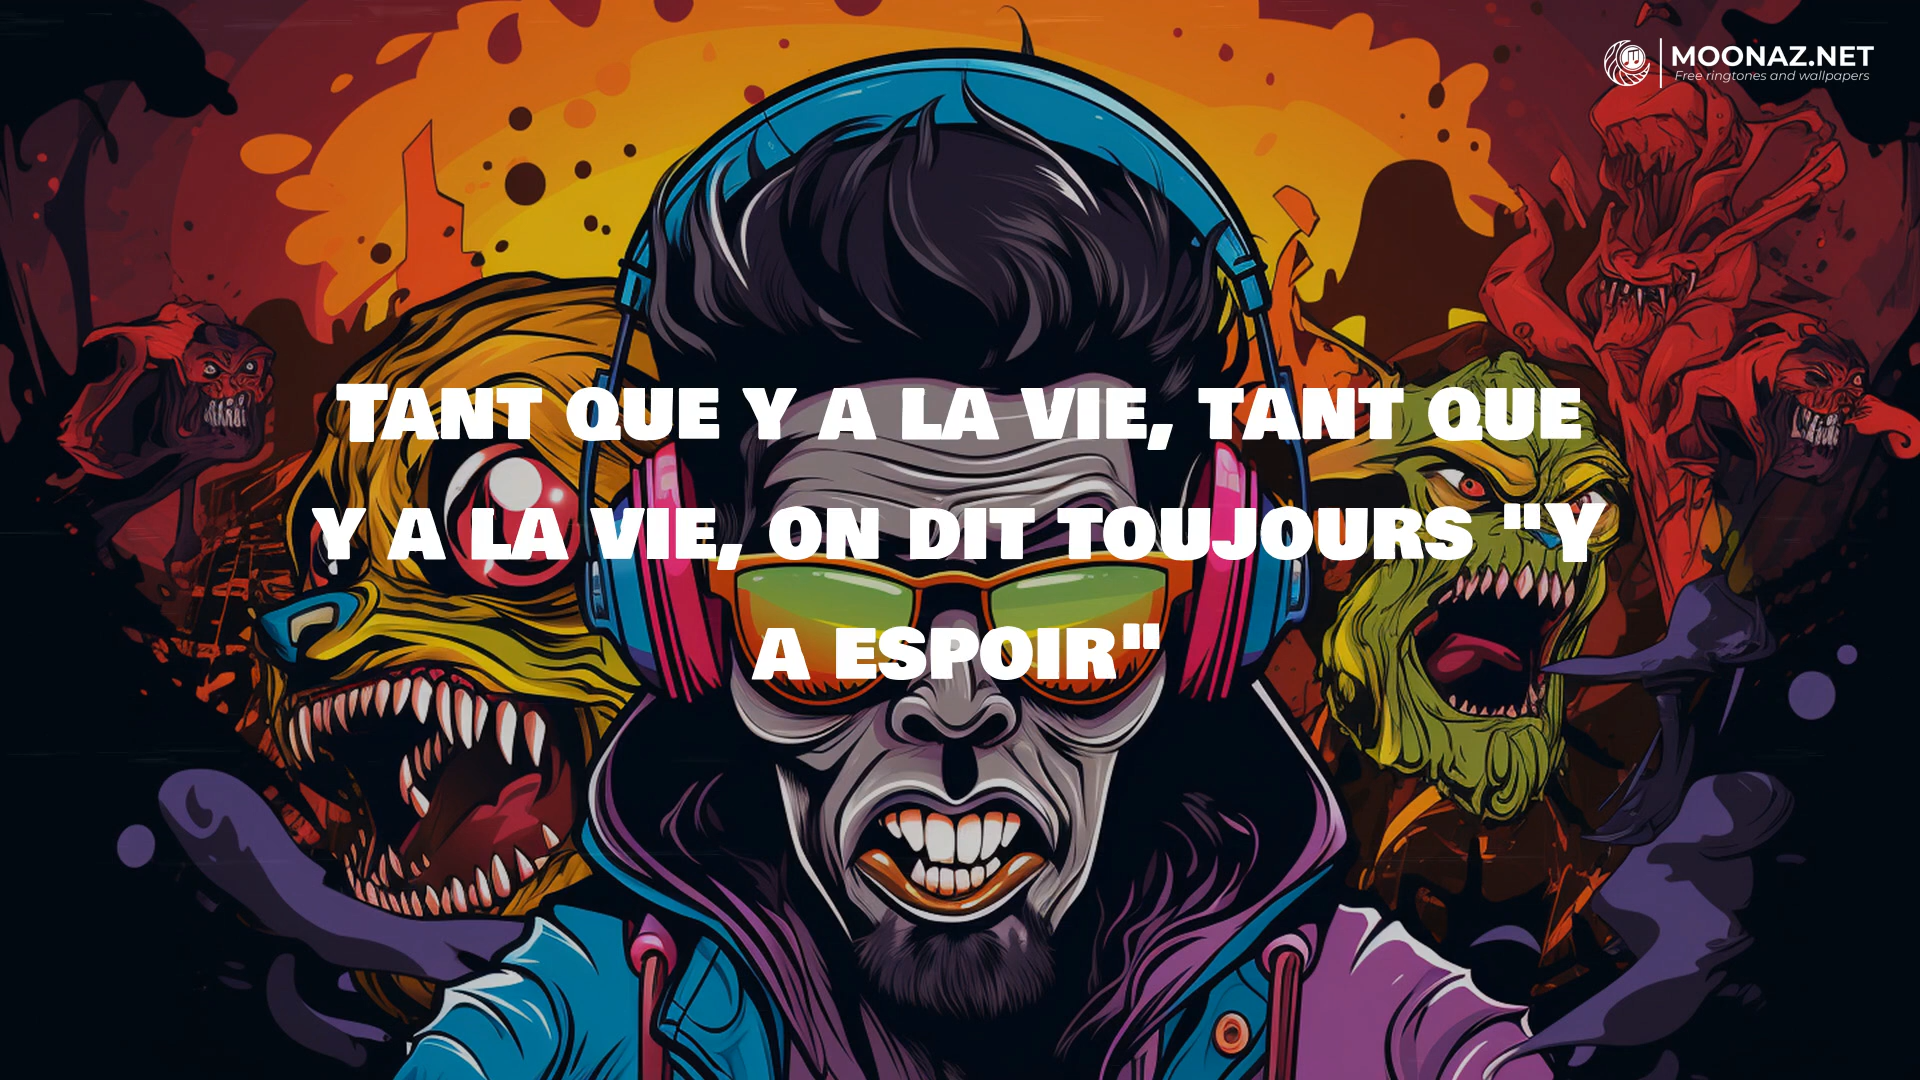 MOONAZ.NET
Free ringtones and wallpapers
TANT QUE Y A LA VIE, TANT QUE
Y A LA VIE, ON DIT TOUJOURS "Y
A ESPOIR"